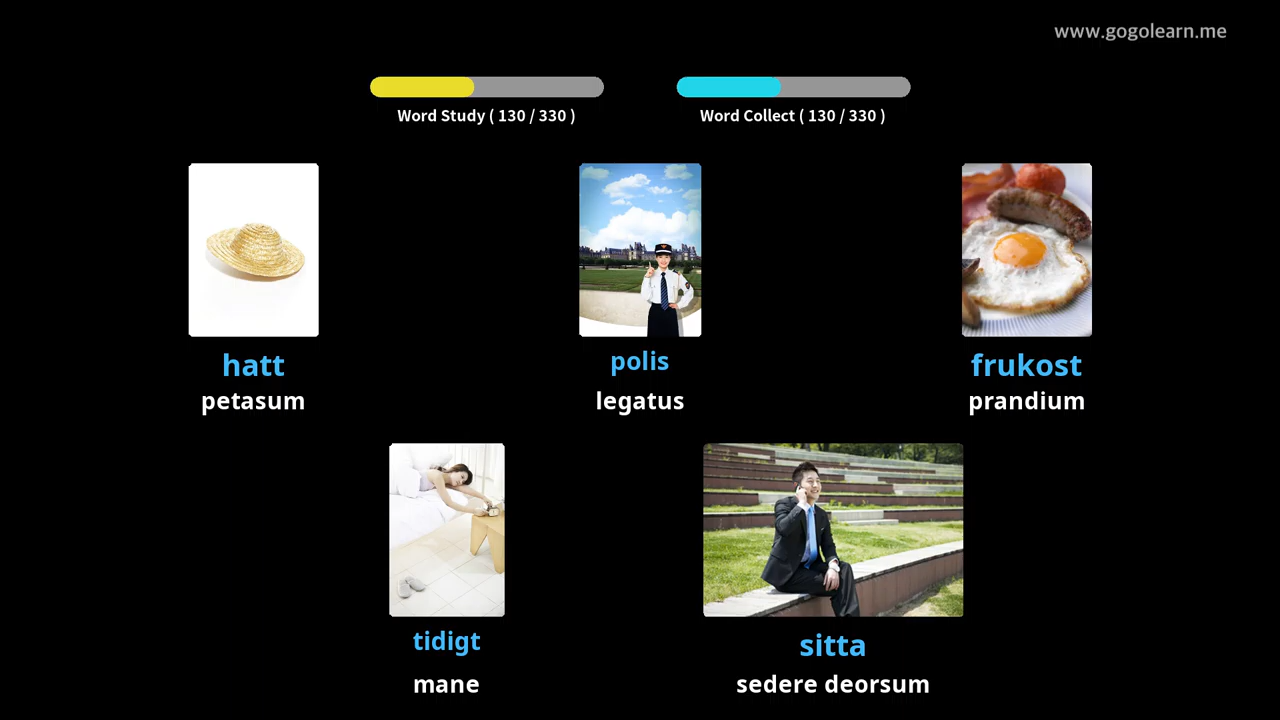 www.gogolearn.me
Word Study ( 130 / 330 )
Word Collect ( 130 / 330 )
hatt
petasum
polis
legatus
frukost
prandium
tidigt
mane
sitta
sedere deorsum